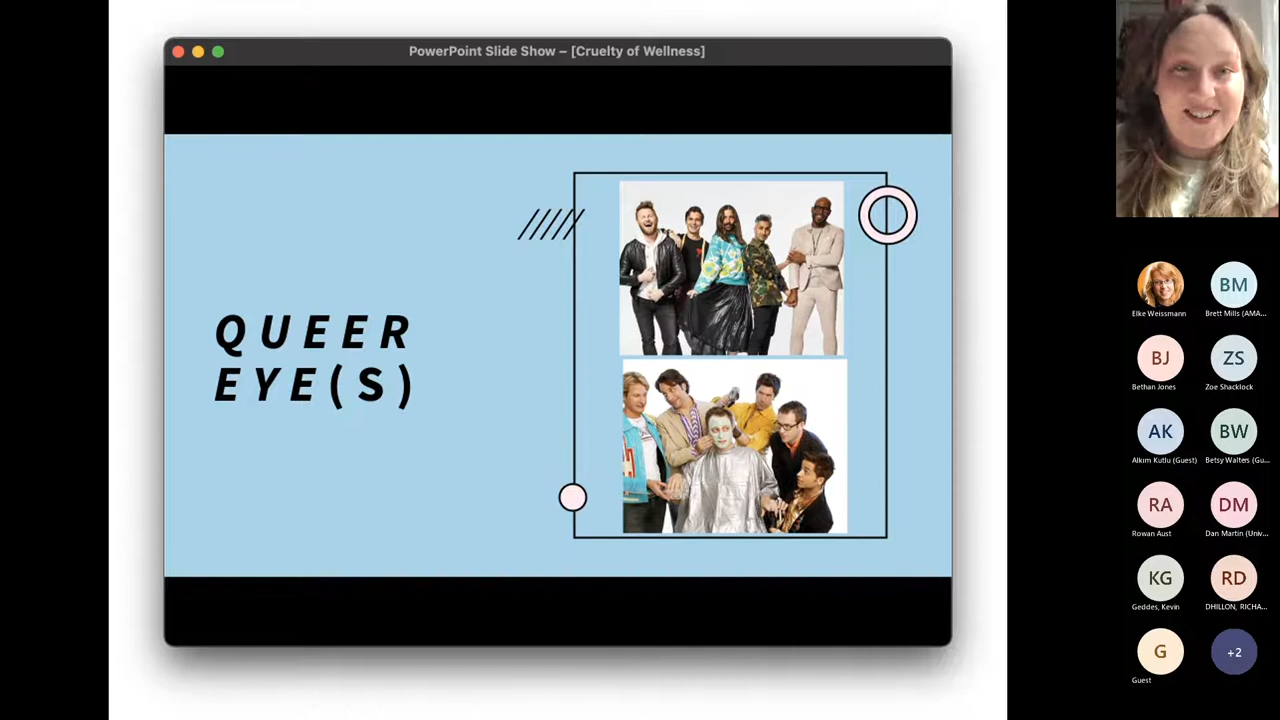 PowerPoint Slide Show – [Cruelty of Wellness]
QUEER
EYE(S)
Elke Weissmann
BM
Brett Mills (AMA...
BJ
Bethan Jones
ZS
Zoe Shacklock
AK
Alkım Kutlu (Guest)
BW
Betsy Walters (Gu...
RA
Rowan Aust
DM
Dan Martin (Univ...
KG
Geddes, Kevin
RD
DHILLON, RICHA...
G
Guest
+2